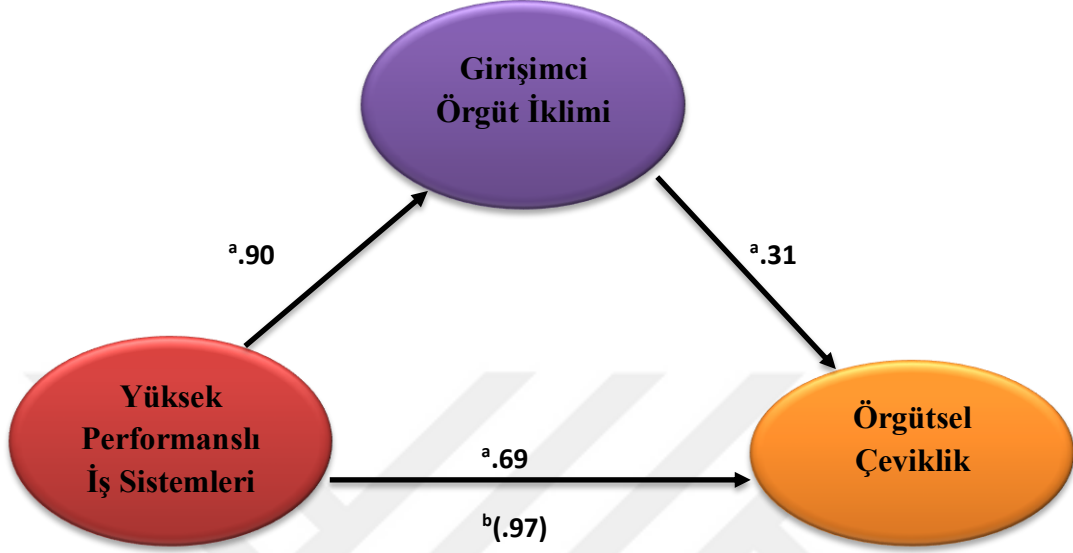 Girişimci
Örgüt İklimi
ᵃ.90
ᵃ.31
Yüksek
Performanslı
İş Sistemleri
ᵃ.69
ᵇ(.97)
Örgütsel
Çeviklik